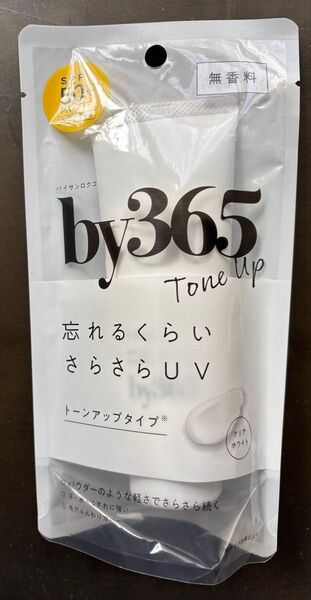 無香料
SPF
50+
バイサンロクゴ
by365
Tone Up
忘れるくらい
さらさらUV
トーンアップタイプ※
クリア
ホワイト
パウダーのような軽さでさらさら続く